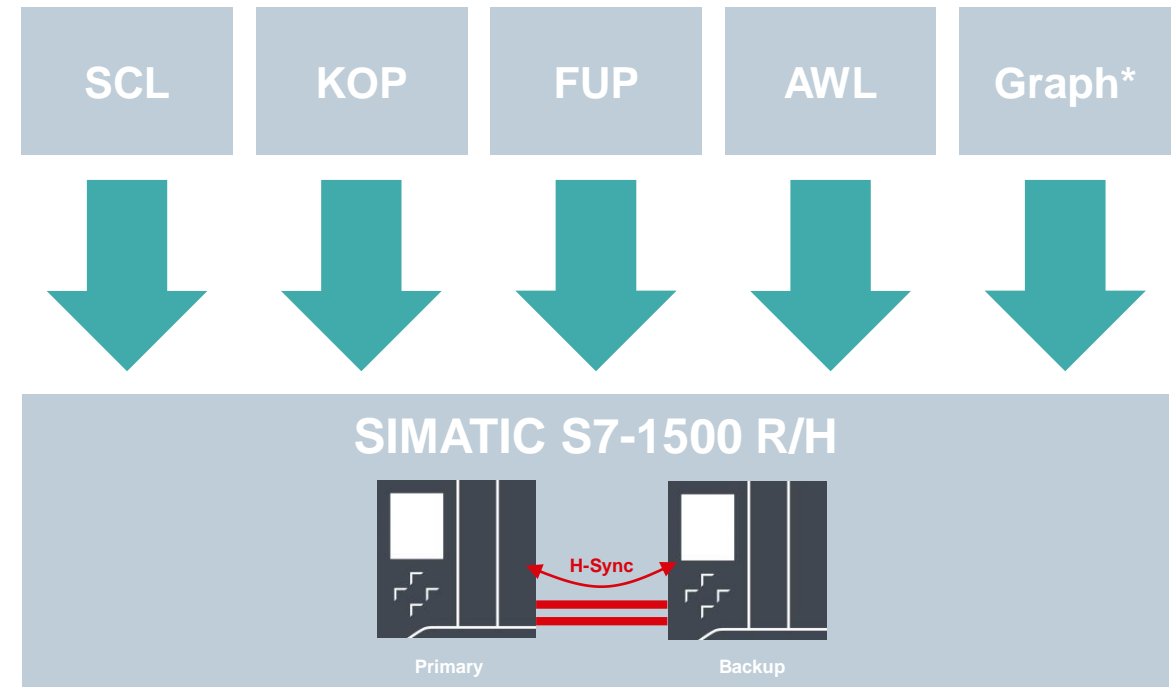 SCL
KOP
FUP
AWL
Graph*
SIMATIC S7-1500 R/H
H-Sync
Primary
Backup